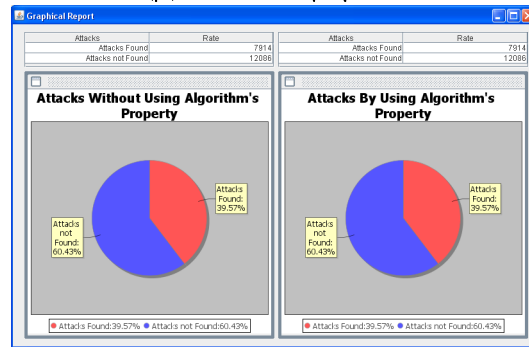 Graphical Report
Attacks Rate
Attacks Found 7914
Attacks not Found 12086
Attacks Rate
Attacks Found 7914
Attacks not Found 12086
Attacks Without Using Algorithm's
Property
Attacks
Found:
39.57%
Attacks
not
Found:
60.43%
Attacks Found:39.57% Attacks not Found:60.43%
Attacks By Using Algorithm's
Property
Attacks
Found:
39.57%
Attacks
not
Found:
60.43%
Attacks Found:39.57% Attacks not Found:60.43%